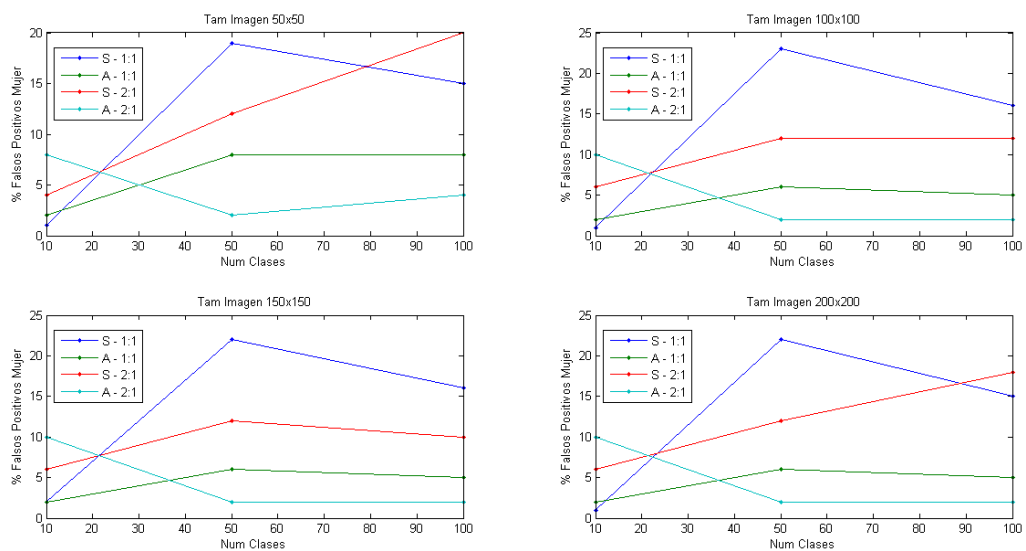 Tam Imagen 50x50
% Falsos Positivos Mujer
20
15
10
5
0
S - 1:1
A - 1:1
S - 2:1
A - 2:1
10 20 30 40 50 60 70 80 90 100
Num Clases
Tam Imagen 100x100
% Falsos Positivos Mujer
25
20
15
10
5
0
S - 1:1
A - 1:1
S - 2:1
A - 2:1
10 20 30 40 50 60 70 80 90 100
Num Clases
Tam Imagen 150x150
% Falsos Positivos Mujer
25
20
15
10
5
0
S - 1:1
A - 1:1
S - 2:1
A - 2:1
10 20 30 40 50 60 70 80 90 100
Num Clases
Tam Imagen 200x200
% Falsos Positivos Mujer
25
20
15
10
5
0
S - 1:1
A - 1:1
S - 2:1
A - 2:1
10 20 30 40 50 60 70 80 90 100
Num Clases